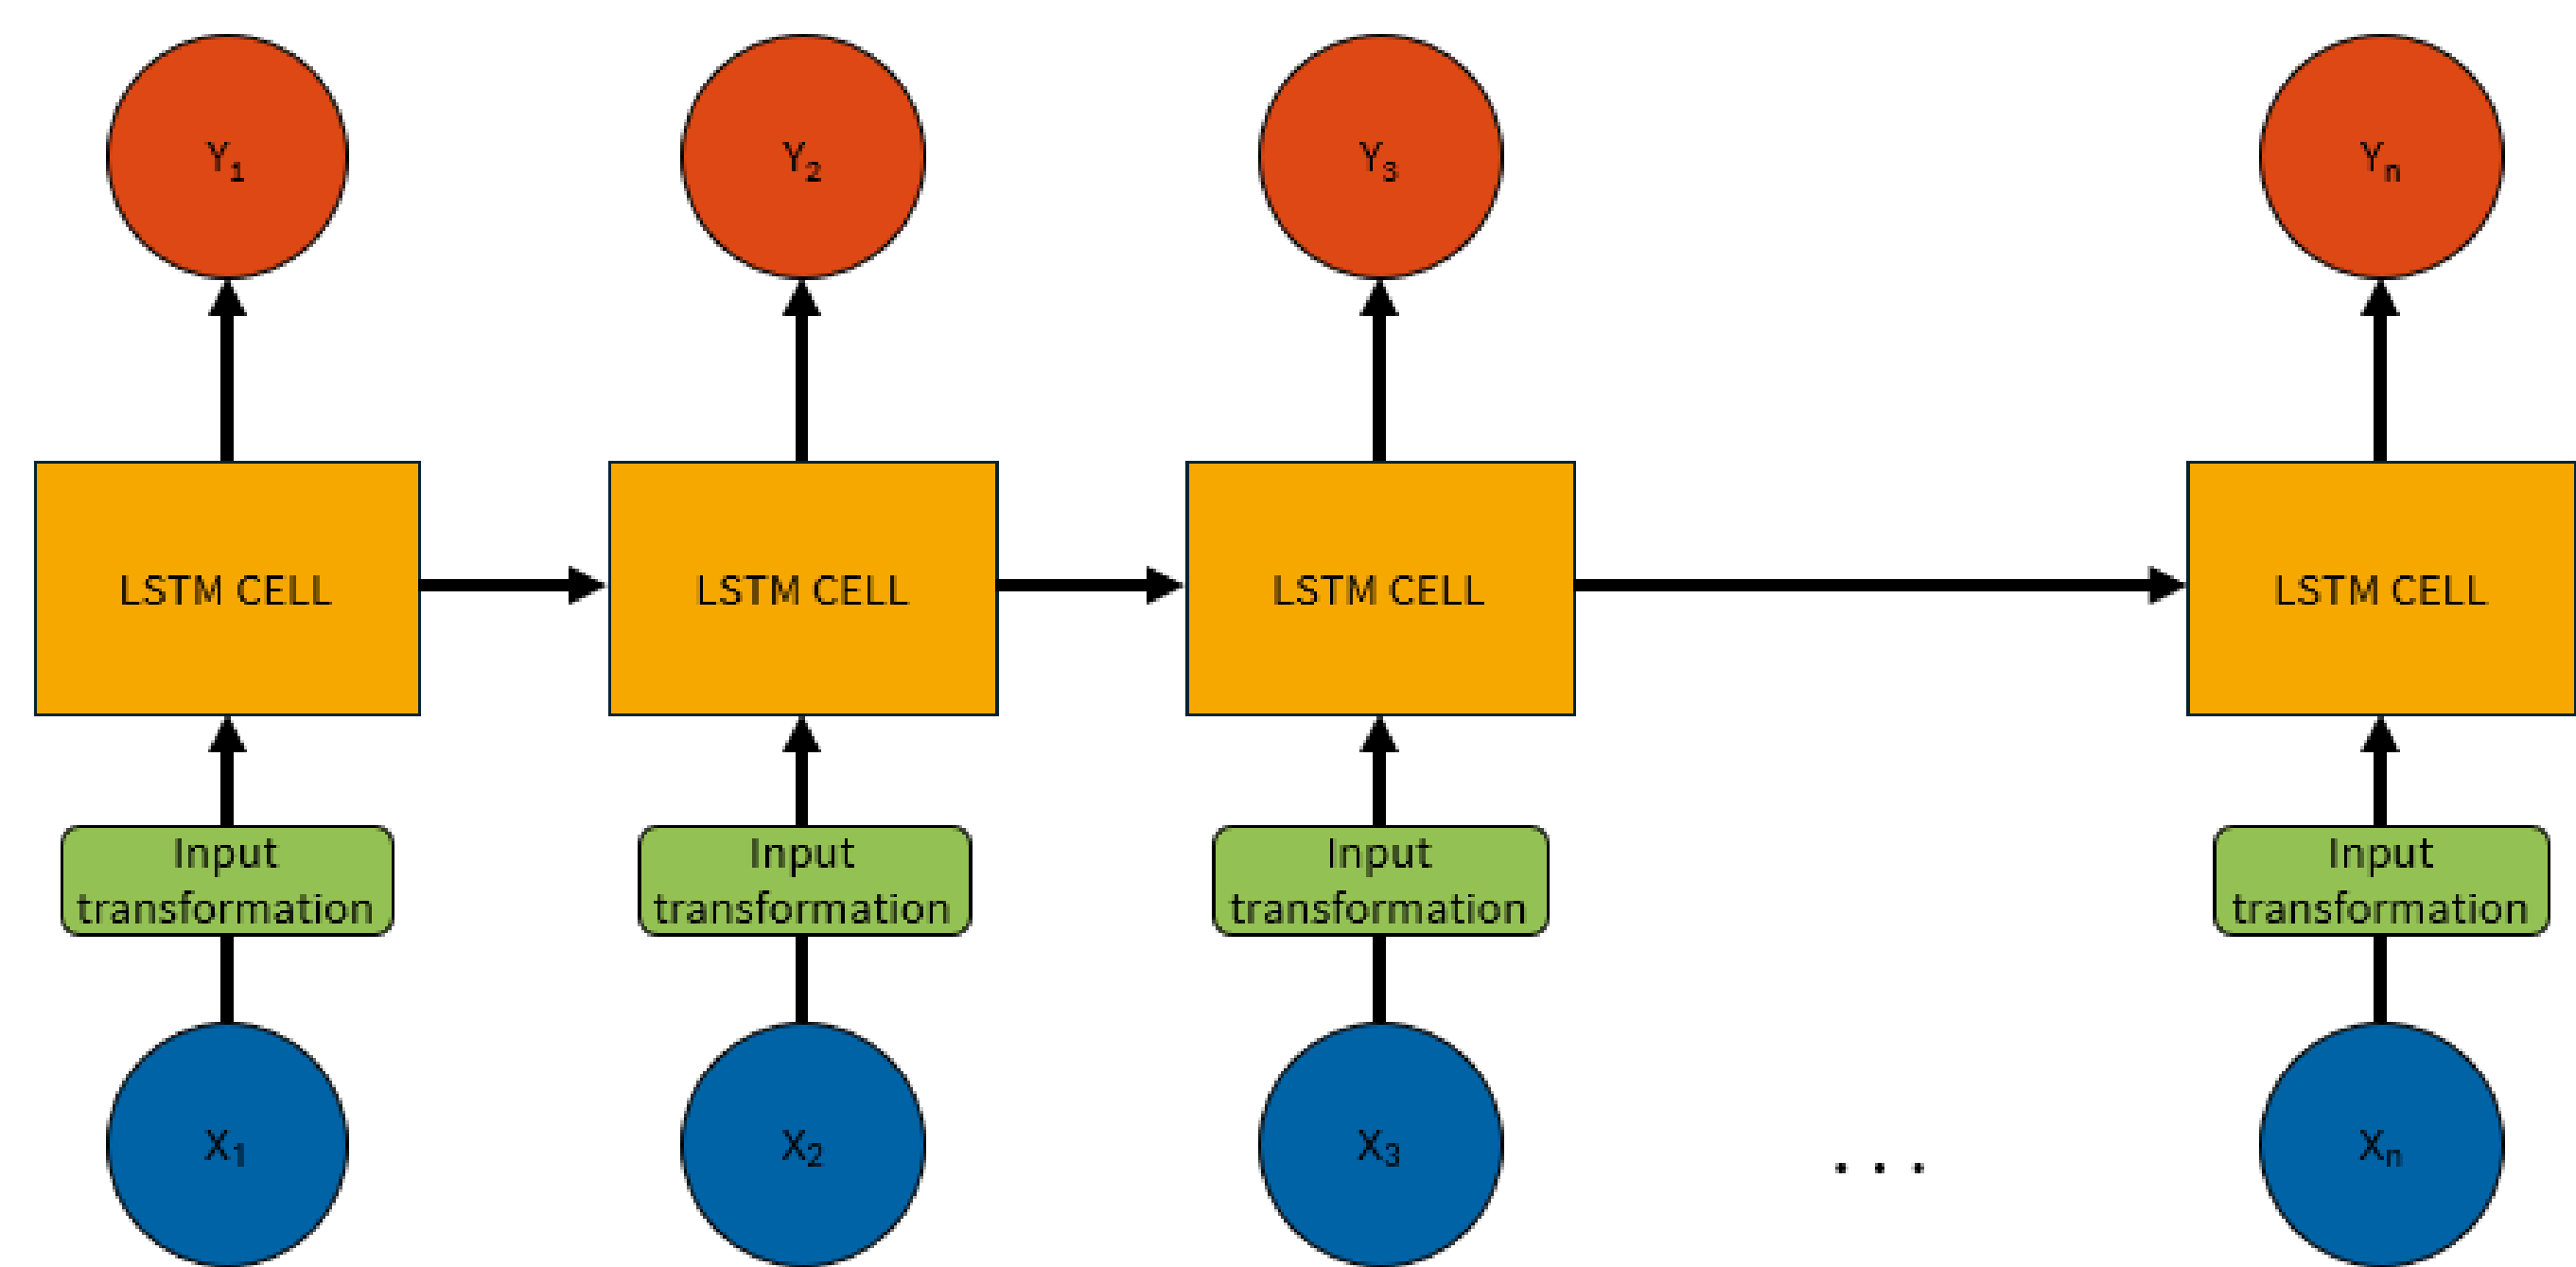 Y₁ Y₂ Y₃ Yₙ
LSTM CELL LSTM CELL LSTM CELL LSTM CELL
Input Input Input Input
transformation transformation transformation transformation
X₁ X₂ X₃ . . . Xₙ